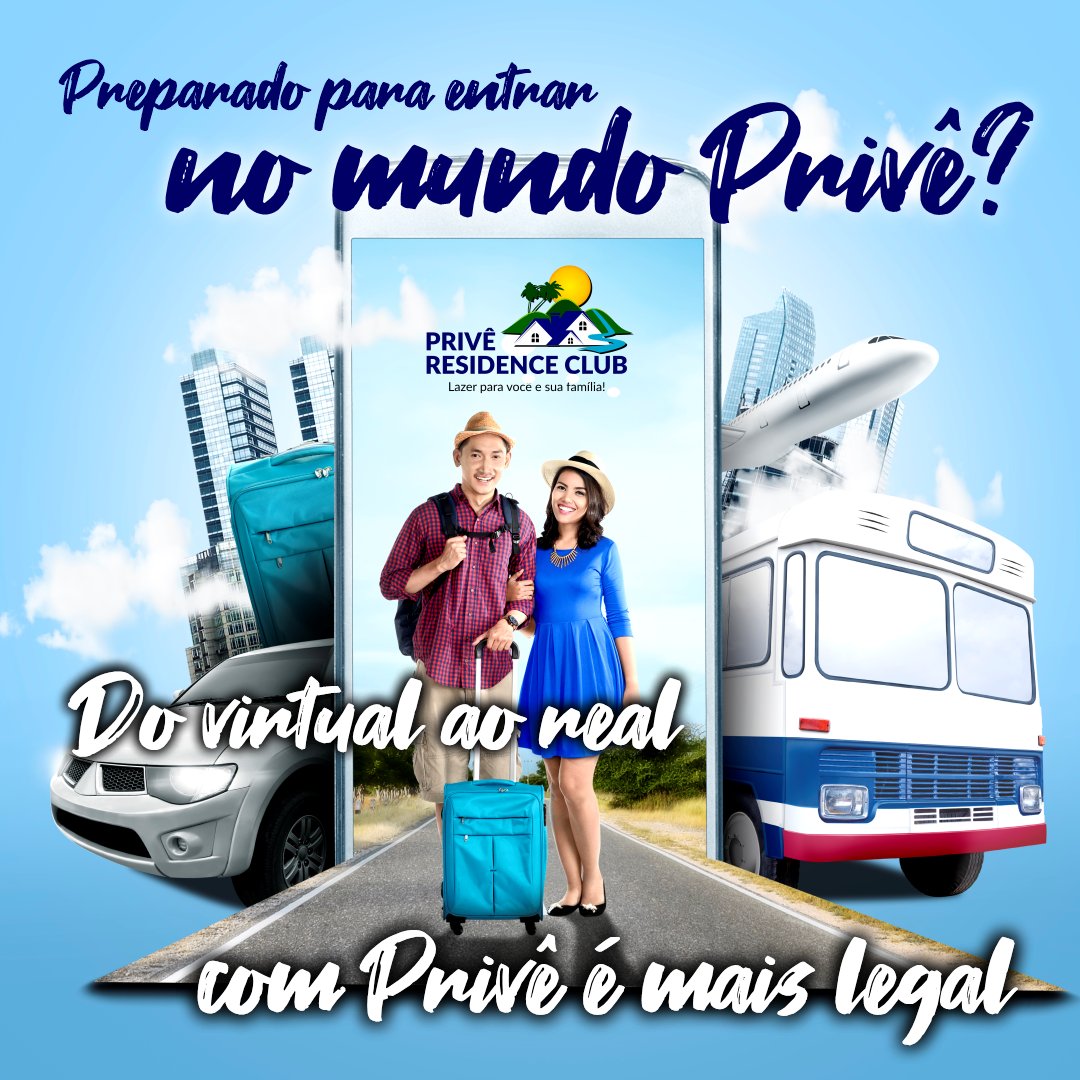 Preparado para entrar
no mundo Privê?
PRIVÊ
RESIDENCE CLUB
Lazer para voce e sua família!
Do virtual ao real
com Privê é mais legal